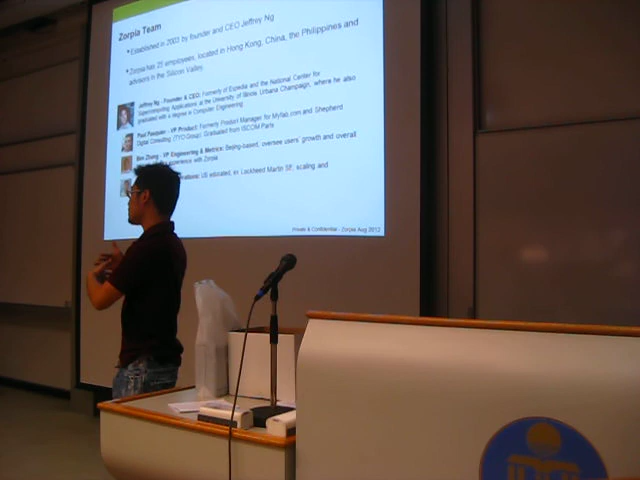 Zorpia Team
Established in 2003 by founder and CEO Jeffrey Ng
Zorpia has 25 employees, located in Hong Kong, China, the Philippines and
advisors in the Silicon Valley.
Jeffrey Ng - Founder & CEO: Formerly of Expedia and the National Center for
Supercomputing Applications at the University of Illinois Urbana Champaign, where he also
graduated with a degree in Computer Engineering
Paul Pasquier - VP Product: Formerly Product Manager for Myfab.com and Shepherd
Digital Consulting (TYO-Group). Graduated from ISCOM Paris
Zhang - VP Engineering & Metrics: Beijing-based, oversee users' growth and overall
experience with Zorpia
US educated, ex Lockheed Martin SE, scaling and
Private & Confidential - Zorpia Aug 2012